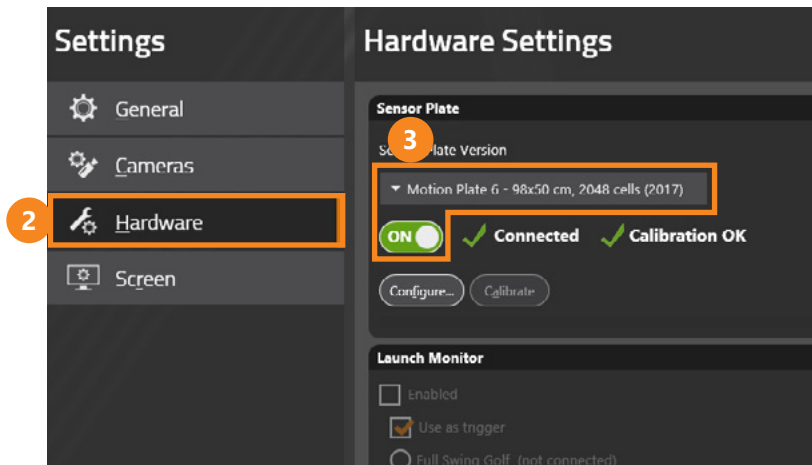 Settings
Hardware Settings
General
Cameras
2
Hardware
Screen
Sensor Plate
3
Plate Version
Motion Plate 6 - 98x50 cm, 2048 cells (2017)
ON Connected Calibration OK
Configure... Calibrate
Launch Monitor
Enabled
Use as trigger
Full Swing Golf (not connected)